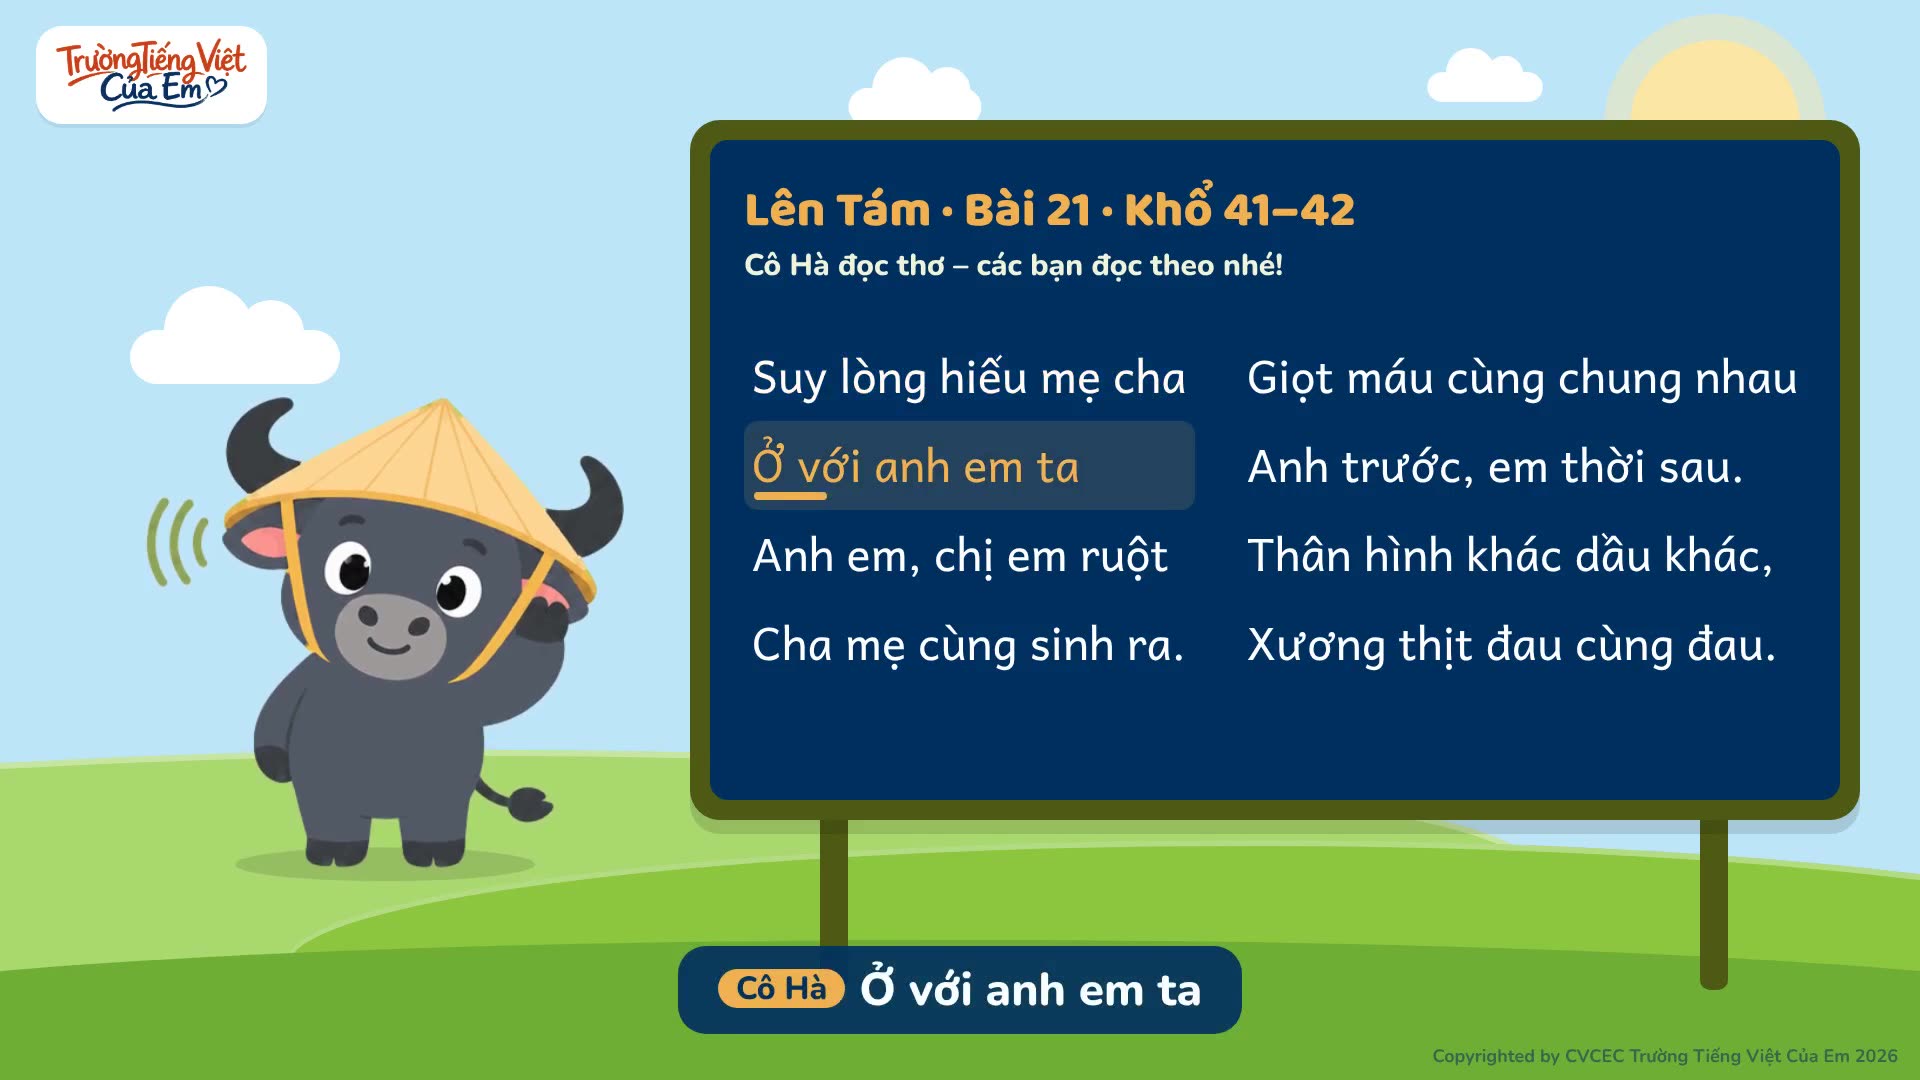 Trường Tiếng Việt
Của Em
Lên Tám · Bài 21 · Khổ 41–42
Cô Hà đọc thơ – các bạn đọc theo nhé!
Suy lòng hiếu mẹ cha
Ở với anh em ta
Anh em, chị em ruột
Cha mẹ cùng sinh ra.
Giọt máu cùng chung nhau
Anh trước, em thời sau.
Thân hình khác dầu khác,
Xương thịt đau cùng đau.
Cô Hà Ở với anh em ta
Copyrighted by CVCEC Trường Tiếng Việt Của Em 2026